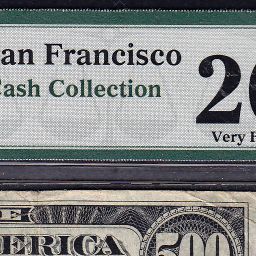 an Francisco
Cash Collection
20
Very F
ERICA
500